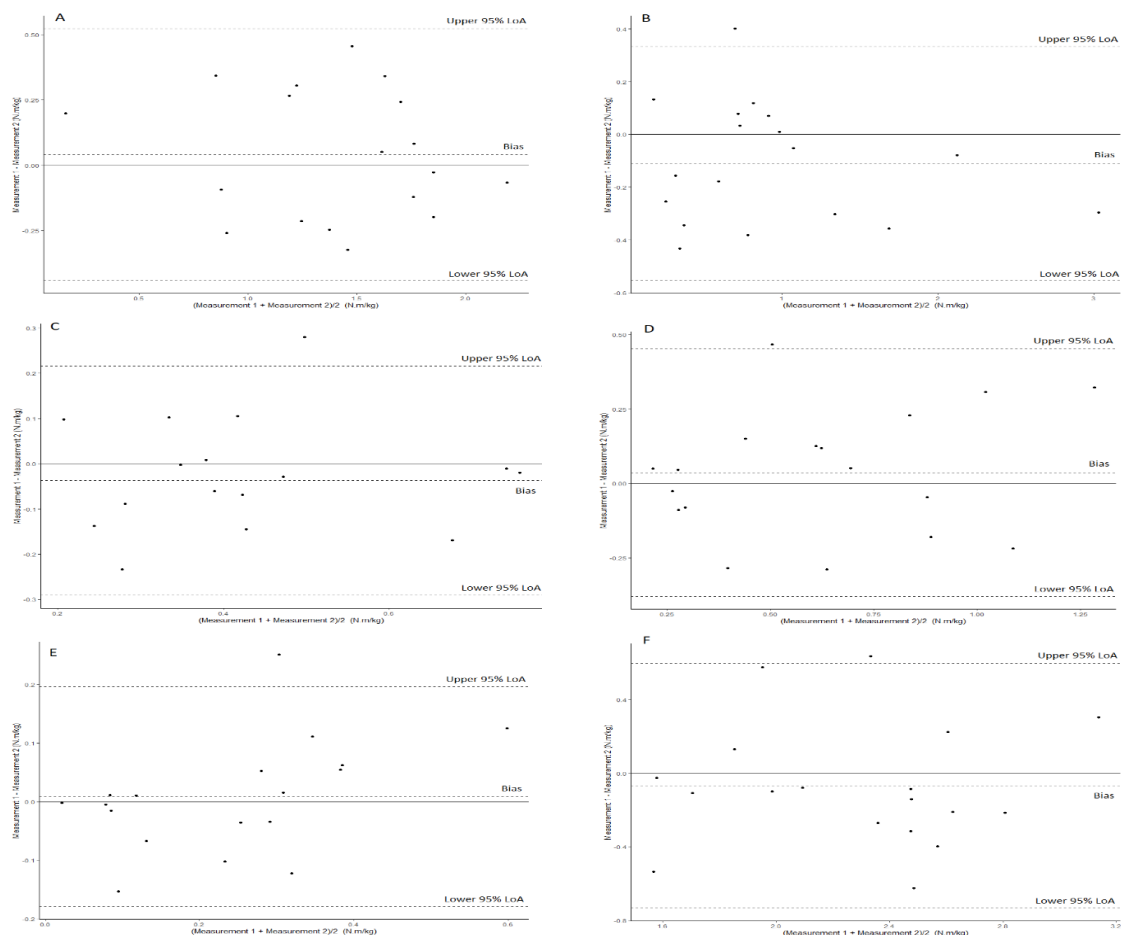 A
Upper 95% LoA
0.50
0.25
Bias
0.00
-0.25
Lower 95% LoA
Measurement 1 - Measurement 2 (N.m/kg)
0.5
1.0
1.5
2.0
(Measurement 1 + Measurement 2)/2 (N.m/kg)
B
0.4
Upper 95% LoA
0.2
0.0
Bias
-0.2
-0.4
Lower 95% LoA
-0.6
Measurement 1 - Measurement 2 (N.m/kg)
1
2
3
(Measurement 1 + Measurement 2)/2 (N.m/kg)
C
0.3
Upper 95% LoA
0.2
0.1
0.0
Bias
-0.1
-0.2
Lower 95% LoA
-0.3
Measurement 1 - Measurement 2 (N.m/kg)
0.2
0.4
0.6
(Measurement 1 + Measurement 2)/2 (N.m/kg)
D
0.50
Upper 95% LoA
0.25
Bias
0.00
-0.25
Lower 95% LoA
Measurement 1 - Measurement 2 (N.m/kg)
0.25
0.50
0.75
1.00
1.25
(Measurement 1 + Measurement 2)/2 (N.m/kg)
E
Upper 95% LoA
0.2
0.1
Bias
0.0
-0.1
Lower 95% LoA
-0.2
Measurement 1 - Measurement 2 (N.m/kg)
0.0
0.2
0.4
0.6
(Measurement 1 + Measurement 2)/2 (N.m/kg)
F
Upper 95% LoA
0.4
0.0
Bias
-0.4
Lower 95% LoA
-0.8
Measurement 1 - Measurement 2 (N.m/kg)
1.6
2.0
2.4
2.8
3.2
(Measurement 1 + Measurement 2)/2 (N.m/kg)